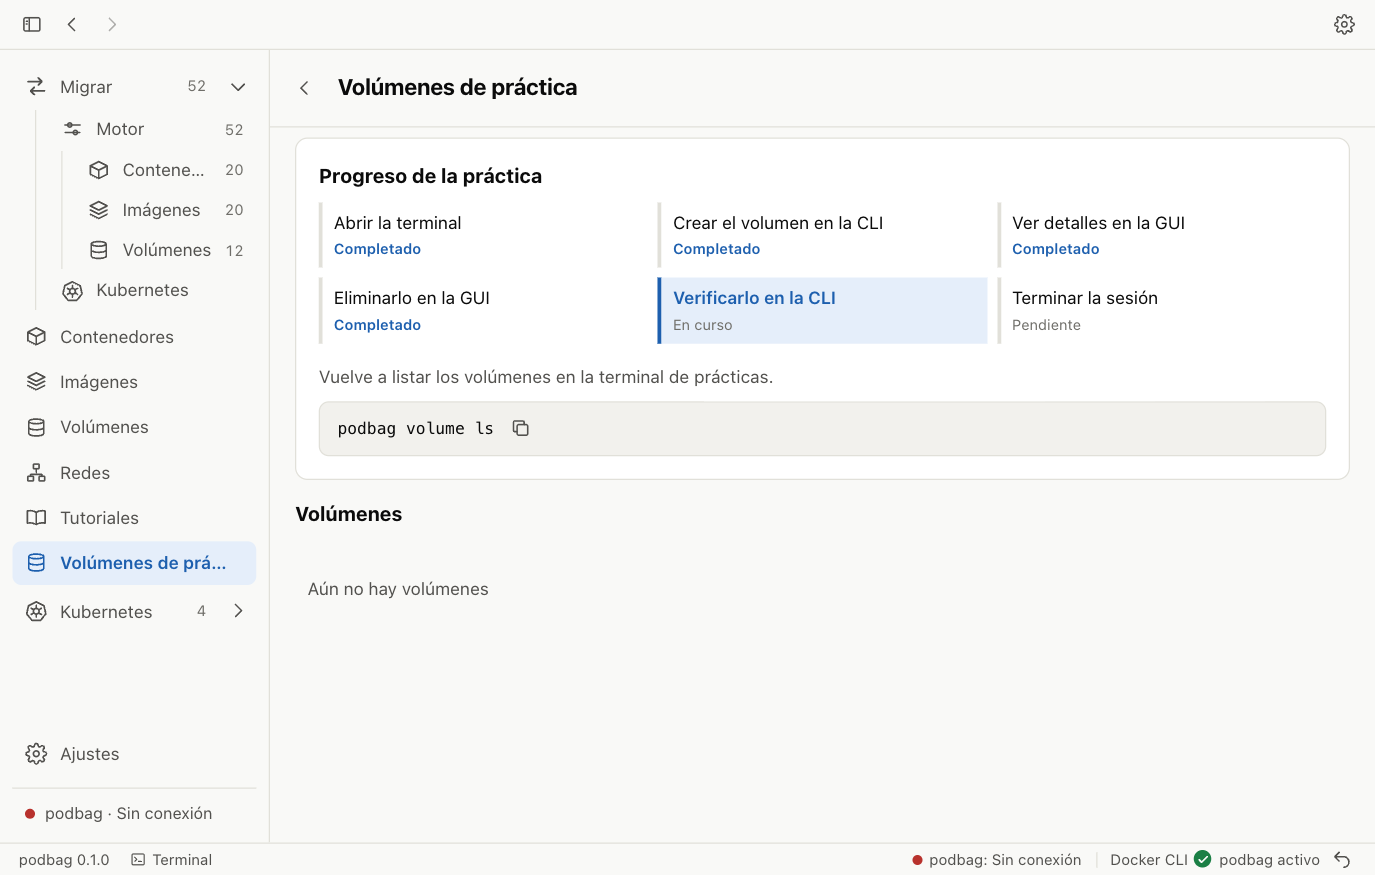 Migrar 52
Motor 52
Contene... 20
Imágenes 20
Volúmenes 12
Kubernetes
Contenedores
Imágenes
Volúmenes
Redes
Tutoriales
Volúmenes de prá...
Kubernetes 4
Ajustes
podbag · Sin conexión
Volúmenes de práctica
Progreso de la práctica
Abrir la terminal
Completado
Crear el volumen en la CLI
Completado
Ver detalles en la GUI
Completado
Eliminarlo en la GUI
Completado
Verificarlo en la CLI
En curso
Terminar la sesión
Pendiente
Vuelve a listar los volúmenes en la terminal de prácticas.
podbag volume ls
Volúmenes
Aún no hay volúmenes
podbag 0.1.0 Terminal podbag: Sin conexión Docker CLI podbag activo